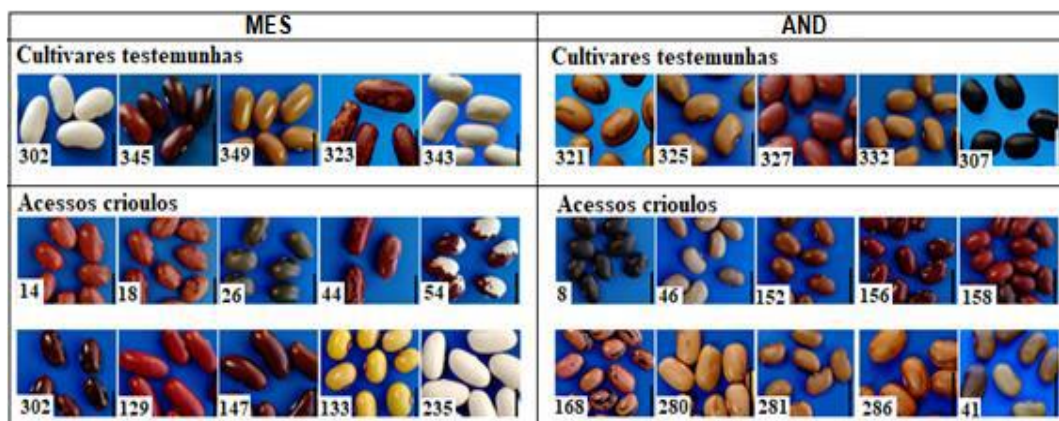 MES AND
Cultivares testemunhas Cultivares testemunhas
302 345 349 323 343 321 325 327 332 307
Acessos crioulos Acessos crioulos
14 18 26 44 54 8 46 152 156 158
302 129 147 133 235 168 280 281 286 41